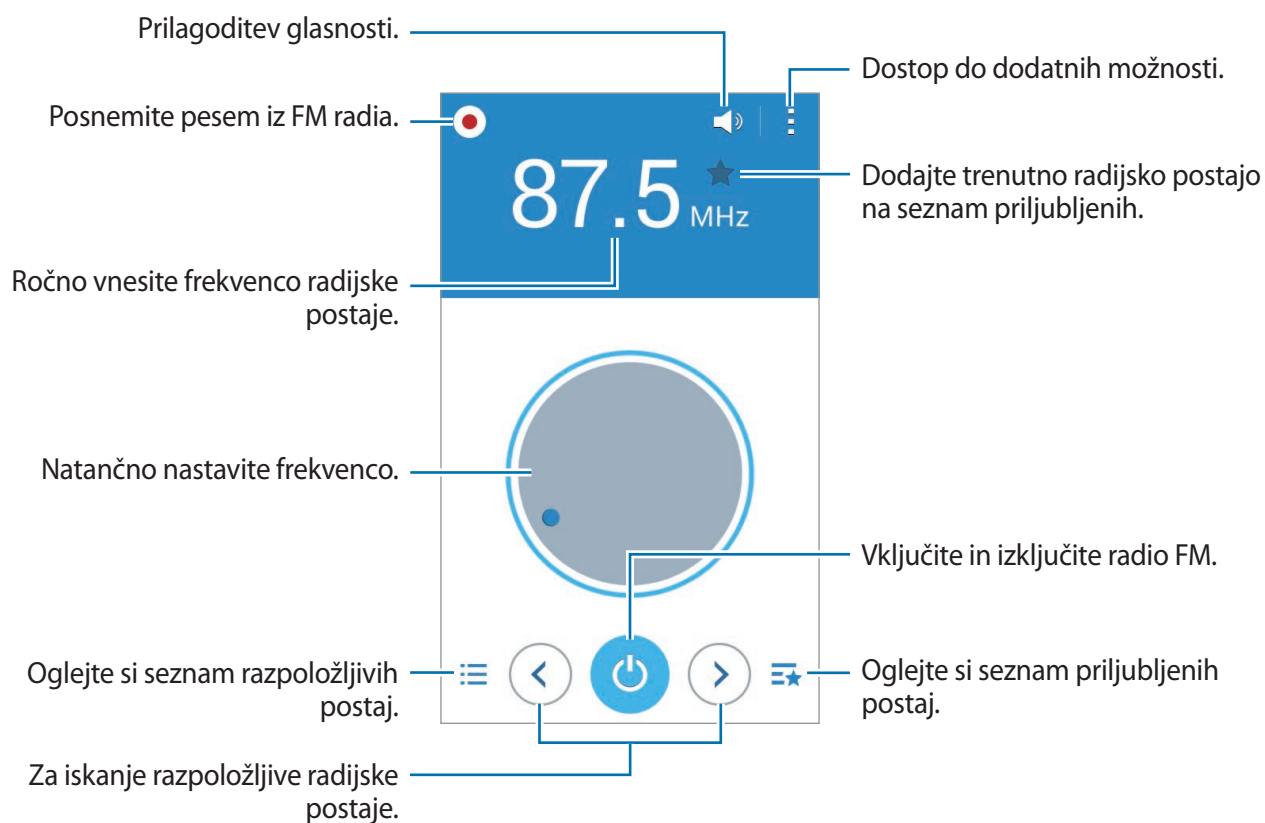 Prilagoditev glasnosti.
Dostop do dodatnih možnosti.
Posnemite pesem iz FM radia.
87.5 MHz
Dodajte trenutno radijsko postajo
na seznam priljubljenih.
Ročno vnesite frekvenco radijske
postaje.
Natančno nastavite frekvenco.
Vključite in izključite radio FM.
Oglejte si seznam razpoložljivih
postaj.
Oglejte si seznam priljubljenih
postaj.
Za iskanje razpoložljive radijske
postaje.